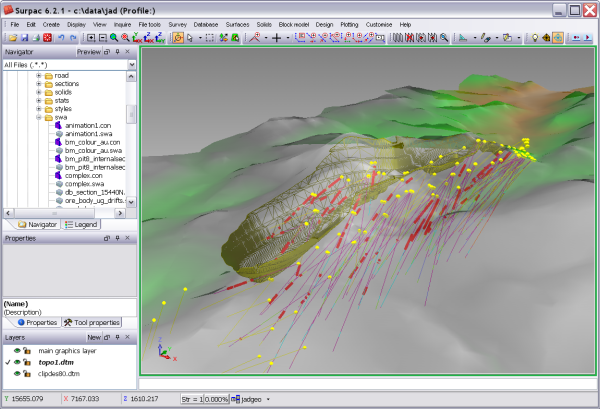 Surpac 6.2.1 - c:\data\jad (Profile:)
File Edit Create Display View Inquire File tools Survey Database Surfaces Solids Block model Design Plotting Customise Help
Navigator Preview
All Files (.*.*)
road
sections
solids
stats
styles
swa
animation1.con
animation1.swa
bm_colour_au.con
bm_colour_au.swa
bm_pit8_internalsec
bm_pit8_internalsec
complex.con
complex.swa
db_section_15440N.
ore_body_ug_drifts.
Navigator Legend
Properties
(Name)
(Description)
Properties Tool properties
Layers New
main graphics layer
topo1.dtm
clipdes80.dtm
Z
Y
X
Y 15655.079 X 7167.033 Z 1610.217 Str = 1 0.000% jadgeo